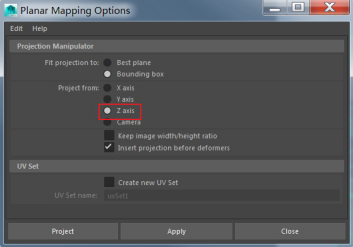 Planar Mapping Options
Edit Help
Projection Manipulator
Fit projection to: Best plane
Bounding box
Project from: X axis
Y axis
Z axis
Camera
Keep image width/height ratio
Insert projection before deformers
UV Set
Create new UV Set
UV Set name: uvSet1
Project Apply Close